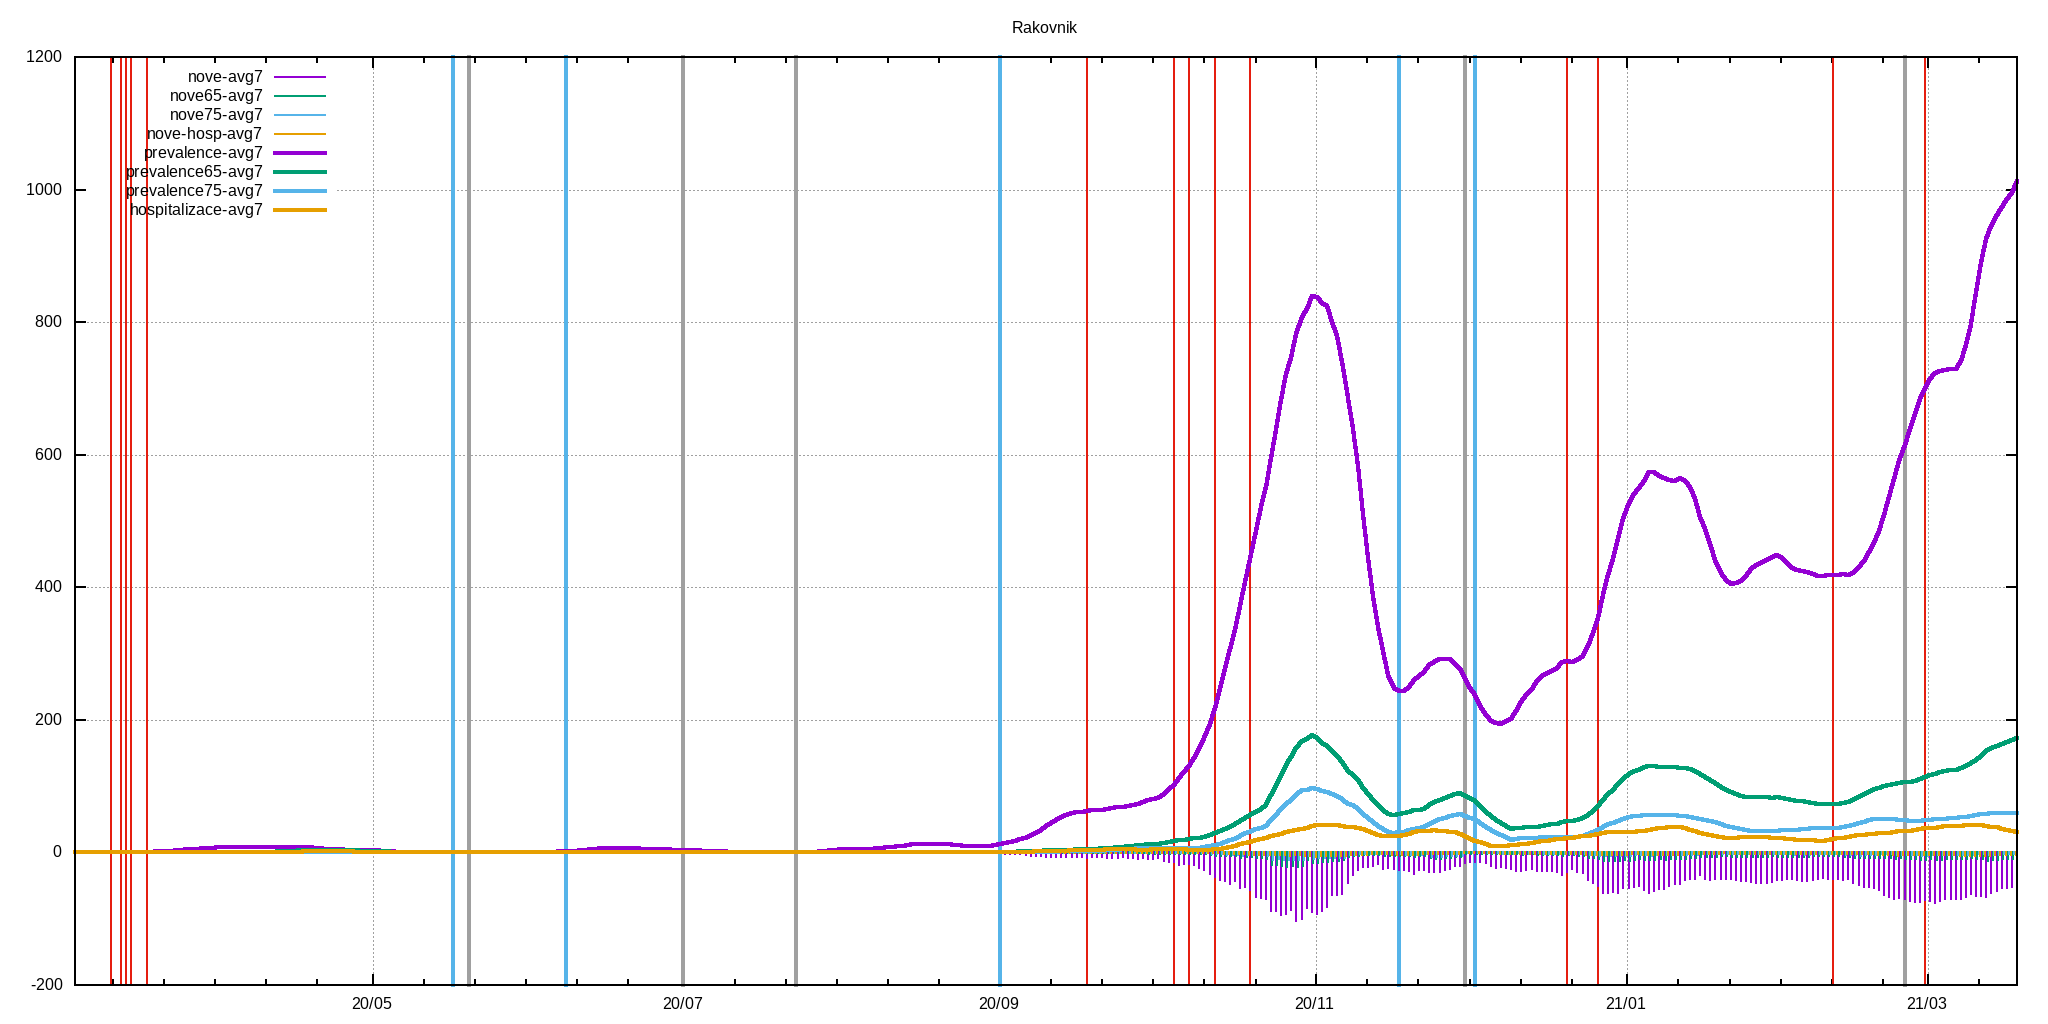 Rakovnik
1200
1000
800
600
400
200
0
-200
nove-avg7
nove65-avg7
nove75-avg7
nove-hosp-avg7
prevalence-avg7
prevalence65-avg7
prevalence75-avg7
hospitalizace-avg7
20/05
20/07
20/09
20/11
21/01
21/03